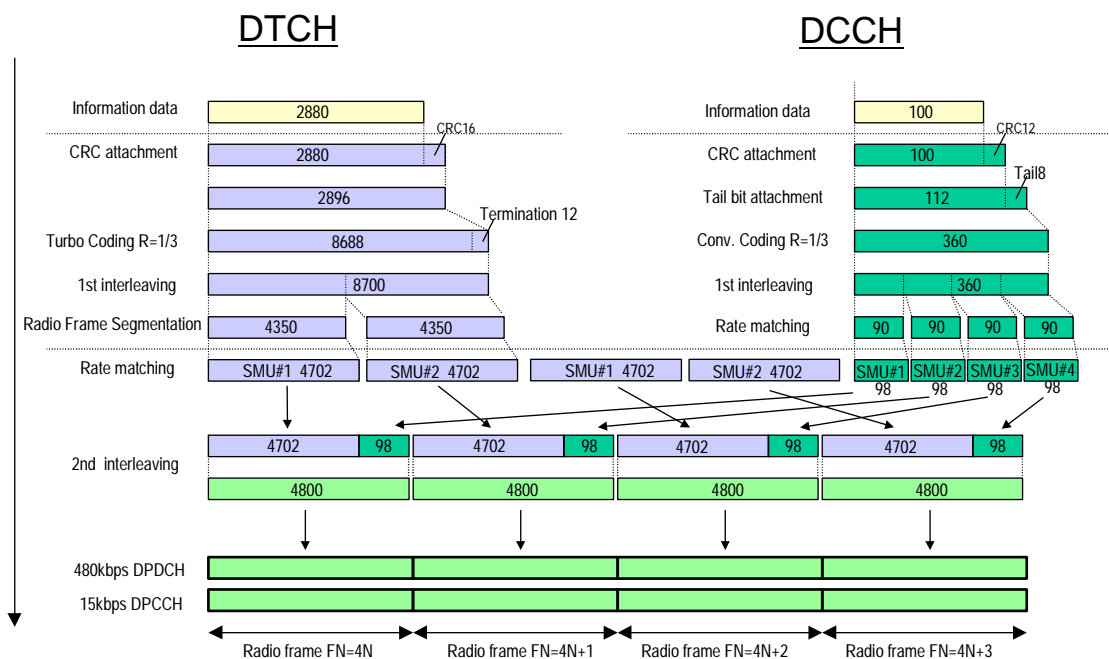 DTCH DCCH
Information data 2880 Information data 100
CRC16 CRC12
CRC attachment 2880 CRC attachment 100
Tail8
2896 Tail bit attachment 112
Termination 12
Turbo Coding R=1/3 8688 Conv. Coding R=1/3 360
1st interleaving 8700 1st interleaving 360
Radio Frame Segmentation 4350 4350 Rate matching 90 90 90 90
Rate matching SMU#1 4702 SMU#2 4702 SMU#1 4702 SMU#2 4702 SMU#1 SMU#2 SMU#3 SMU#4
98 98 98 98
4702 98 4702 98 4702 98 4702 98
2nd interleaving
4800 4800 4800 4800
480kbps DPDCH
15kbps DPCCH
Radio frame FN=4N Radio frame FN=4N+1 Radio frame FN=4N+2 Radio frame FN=4N+3